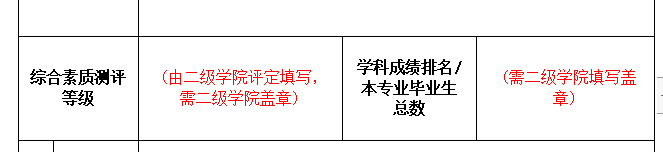 综合素质测评
等级
（由二级学院评定填写，
需二级学院盖章）
学科成绩排名/
本专业毕业生
总数
（需二级学院填写盖
章）